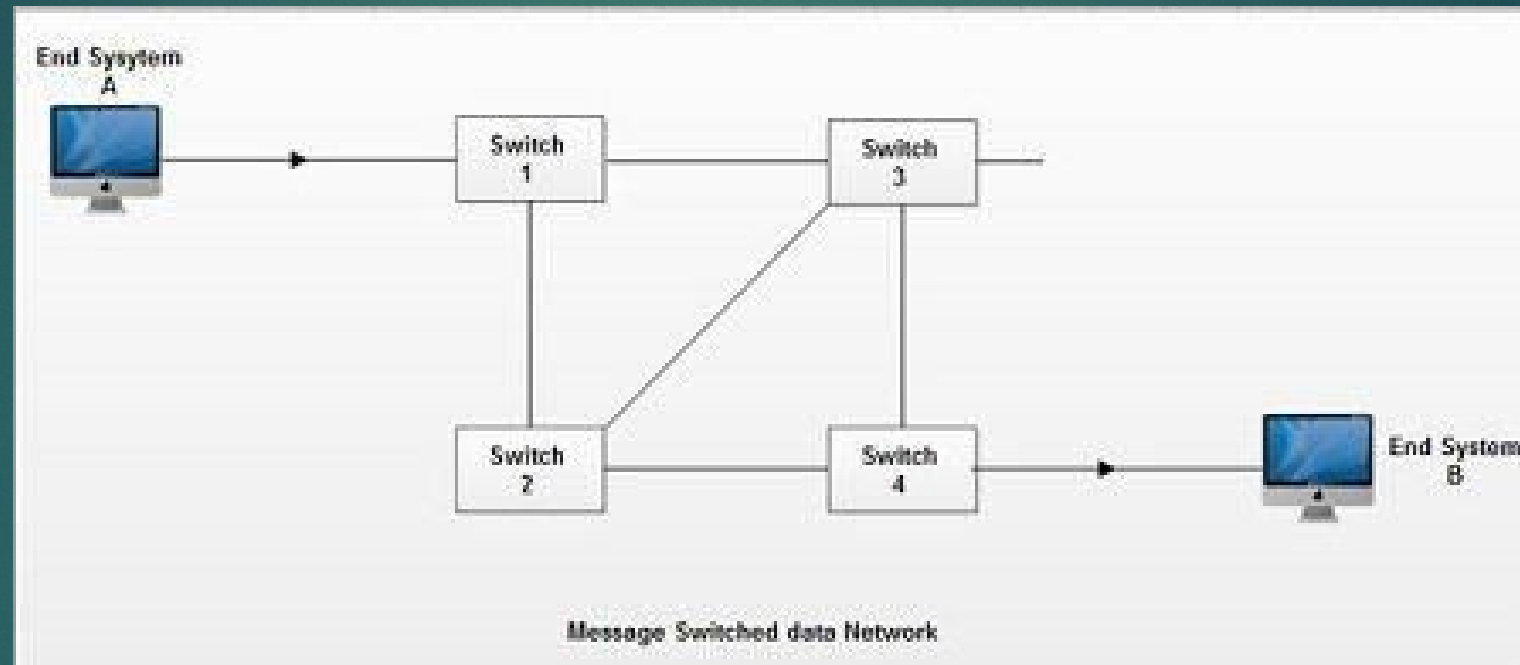 End Sysytem
A
Switch
1
Switch
3
Switch
2
Switch
4
End System
B
Message Switched data Network